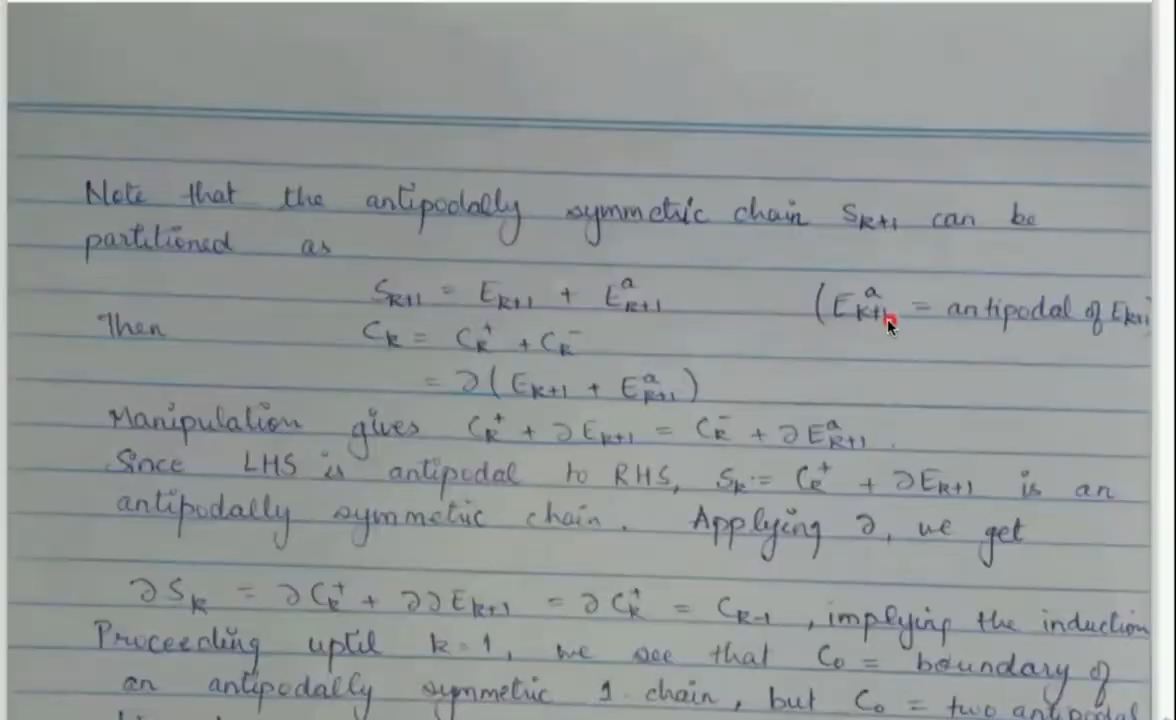 Note that the antipodally symmetric chain S_{k+1} can be
partitioned as
S_{k+1} = E_{k+1} + E^a_{k+1} (E^a_{k+1} = antipodal of E_{k+1})
Then C_k = C_k^+ + C_k^-
= ∂(E_{k+1} + E^a_{k+1})
Manipulation gives C_k^+ + ∂E_{k+1} = C_k^- + ∂E^a_{k+1}.
Since LHS is antipodal to RHS, S_k := C_k^+ + ∂E_{k+1} is an
antipodally symmetric chain. Applying ∂, we get
∂S_k = ∂C_k^+ + ∂∂E_{k+1} = ∂C_k^+ = C_{k-1}, implying the induction
Proceeding uptil k=1, we see that C_0 = boundary of
an antipodally symmetric 1-chain, but C_0 = two antipodal